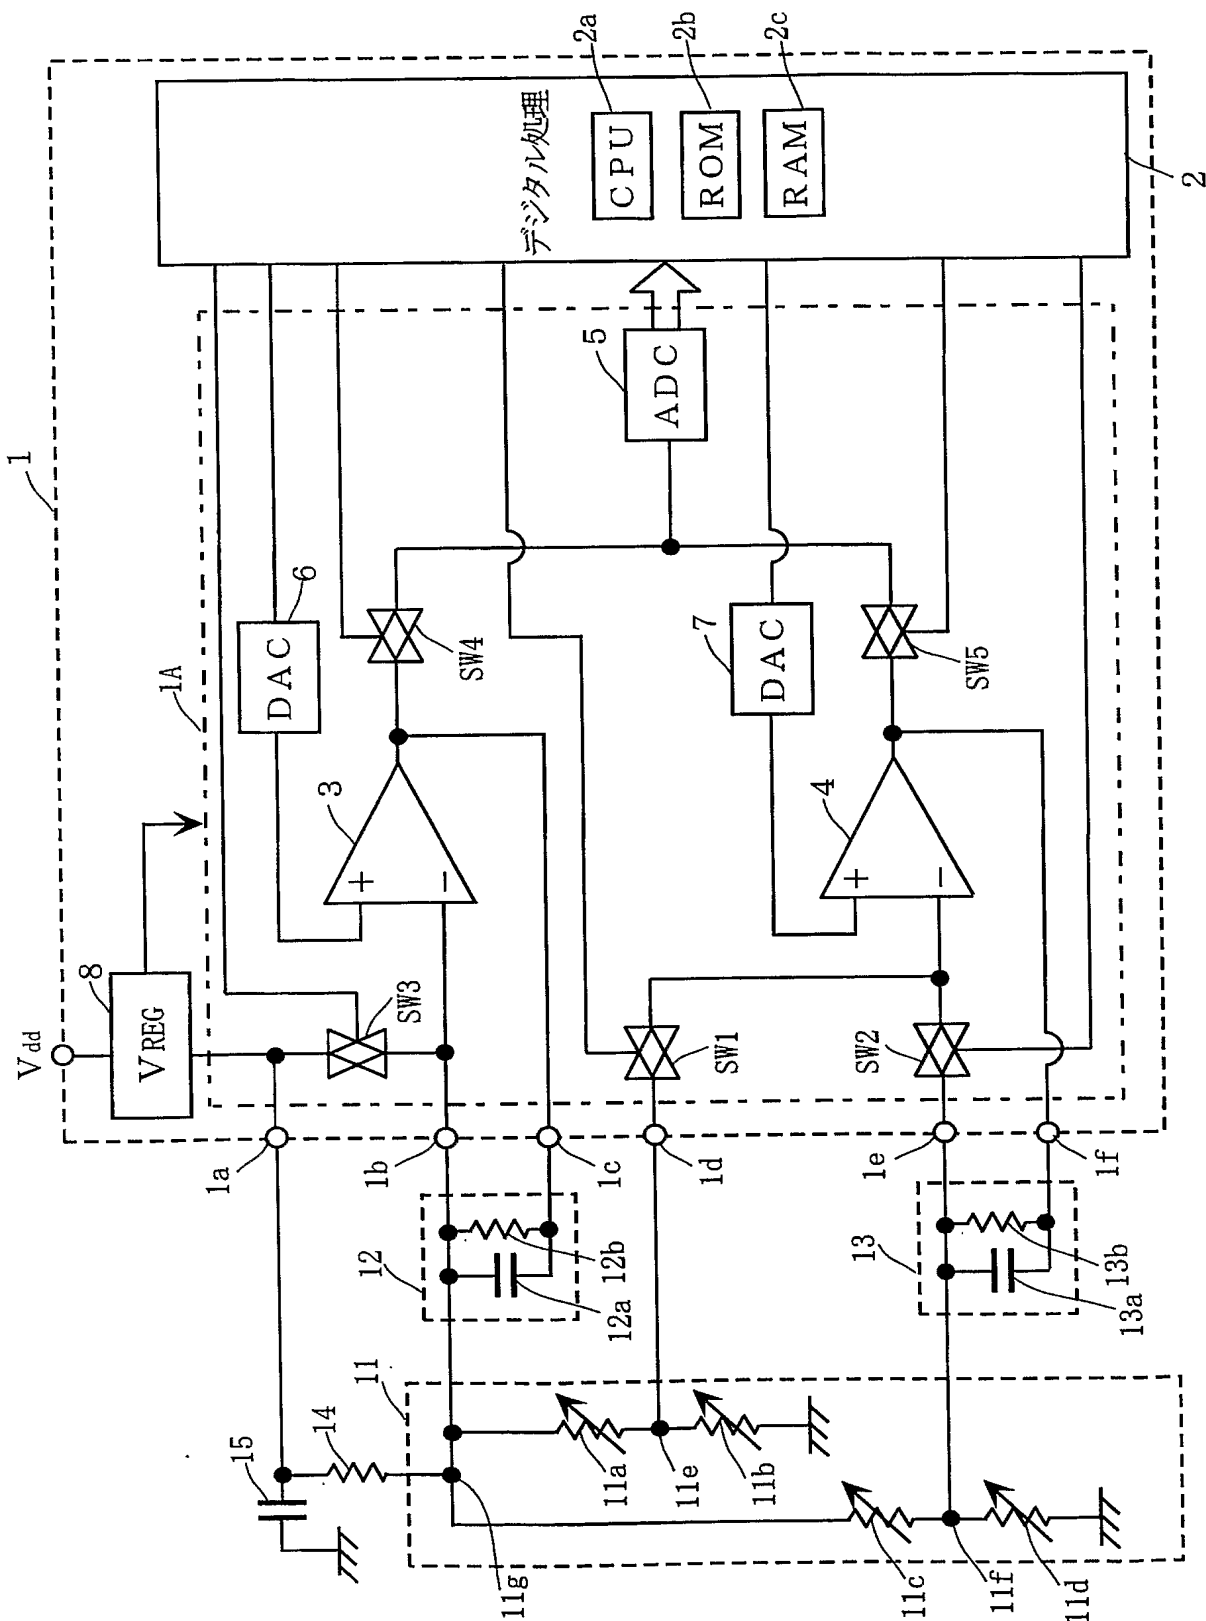 1
Vdd
8
VREG
1A
6
DAC
デジタル処理
CPU
2a
ROM
2b
RAM
2c
2
3
+
−
SW3
SW4
5
ADC
1a
1b
1c
1d
1e
1f
SW1
SW2
7
DAC
4
+
−
SW5
15
14
12
12b
12a
13
13b
13a
11
11a
11e
11b
11g
11c
11f
11d